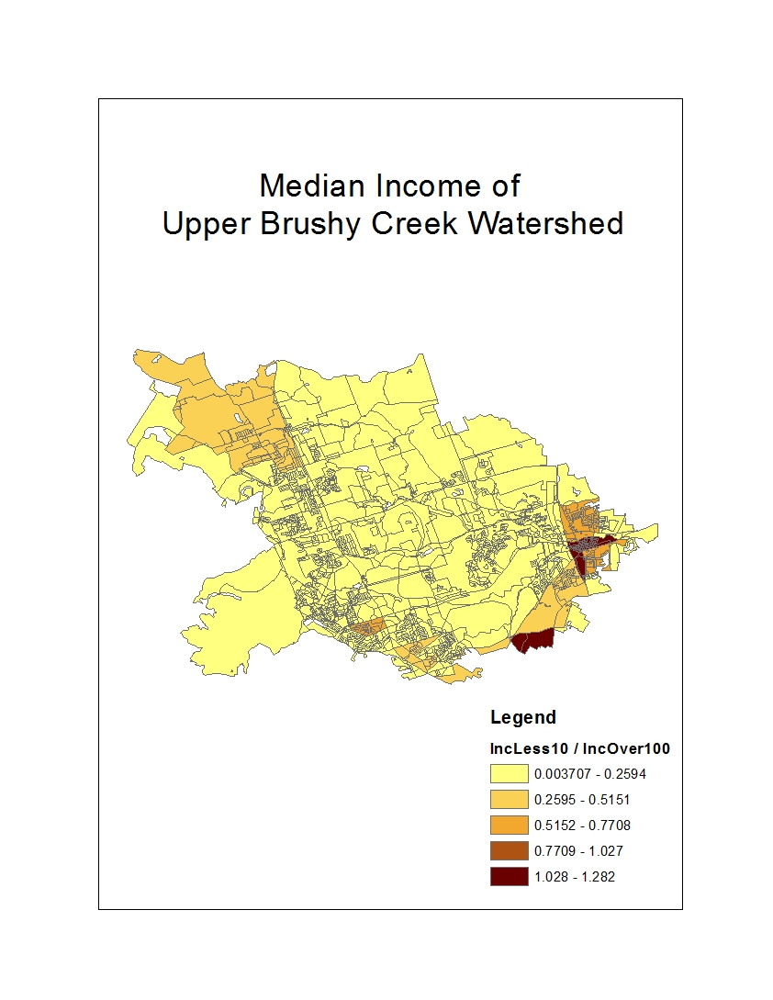 Median Income of
Upper Brushy Creek Watershed
Legend
IncLess10 / IncOver100
0.003707 - 0.2594
0.2595 - 0.5151
0.5152 - 0.7708
0.7709 - 1.027
1.028 - 1.282